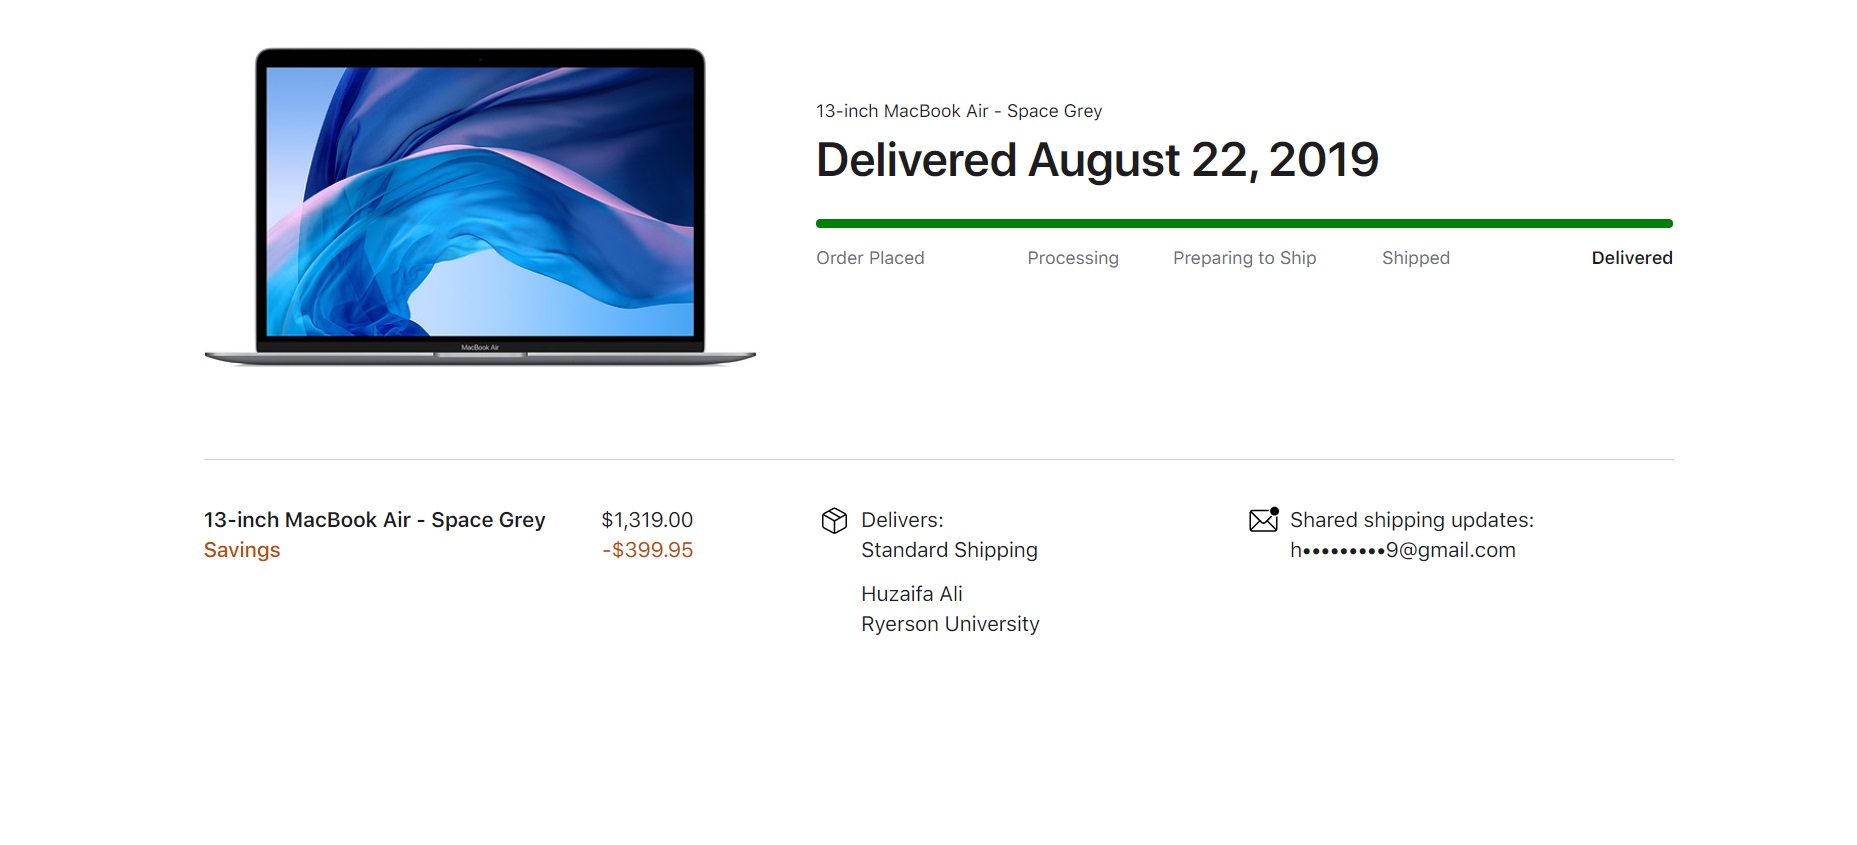 MacBook Air
13-inch MacBook Air - Space Grey
Delivered August 22, 2019
Order Placed Processing Preparing to Ship Shipped Delivered
13-inch MacBook Air - Space Grey $1,319.00
Savings -$399.95
Delivers:
Standard Shipping
Huzaifa Ali
Ryerson University
Shared shipping updates:
h•••••••••9@gmail.com